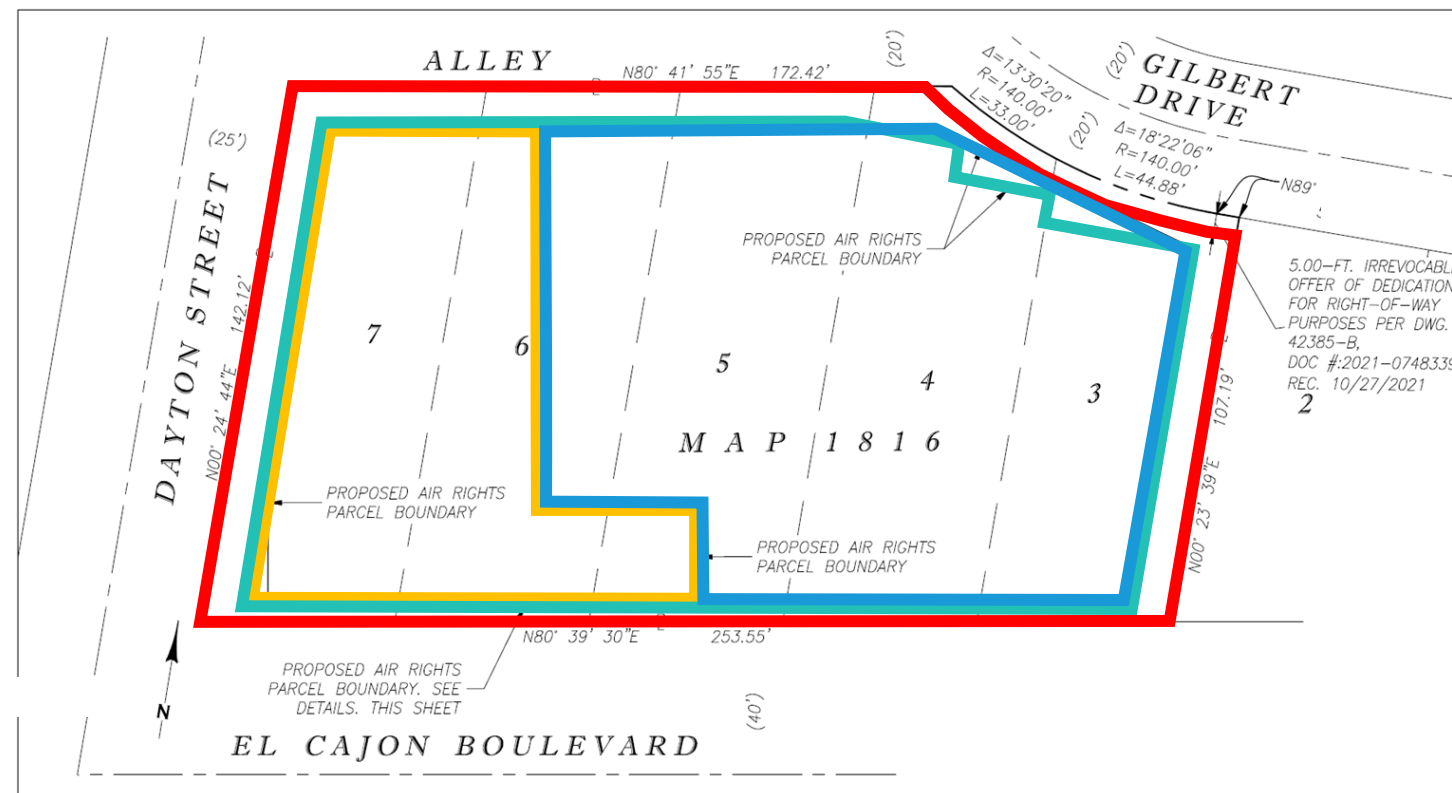 ALLEY
N80° 41' 55"E 172.42'
(20')
Δ=13°30'20"
R=140.00'
L=33.00'
(20')
GILBERT
DRIVE
(20')
Δ=18°22'06"
R=140.00'
L=44.88'
N89°
(25')
DAYTON STREET
N00° 24' 44"E 142.12'
PROPOSED AIR RIGHTS
PARCEL BOUNDARY
5.00-FT. IRREVOCABL
OFFER OF DEDICATION
FOR RIGHT-OF-WAY
PURPOSES PER DWG.
42385-B,
DOC #:2021-0748339
REC. 10/27/2021
2
7
6
5
4
3
MAP 1816
N00° 23' 39"E 107.19'
PROPOSED AIR RIGHTS
PARCEL BOUNDARY
PROPOSED AIR RIGHTS
PARCEL BOUNDARY
N80° 39' 30"E 253.55'
PROPOSED AIR RIGHTS
PARCEL BOUNDARY. SEE
DETAILS. THIS SHEET
N
(40')
EL CAJON BOULEVARD